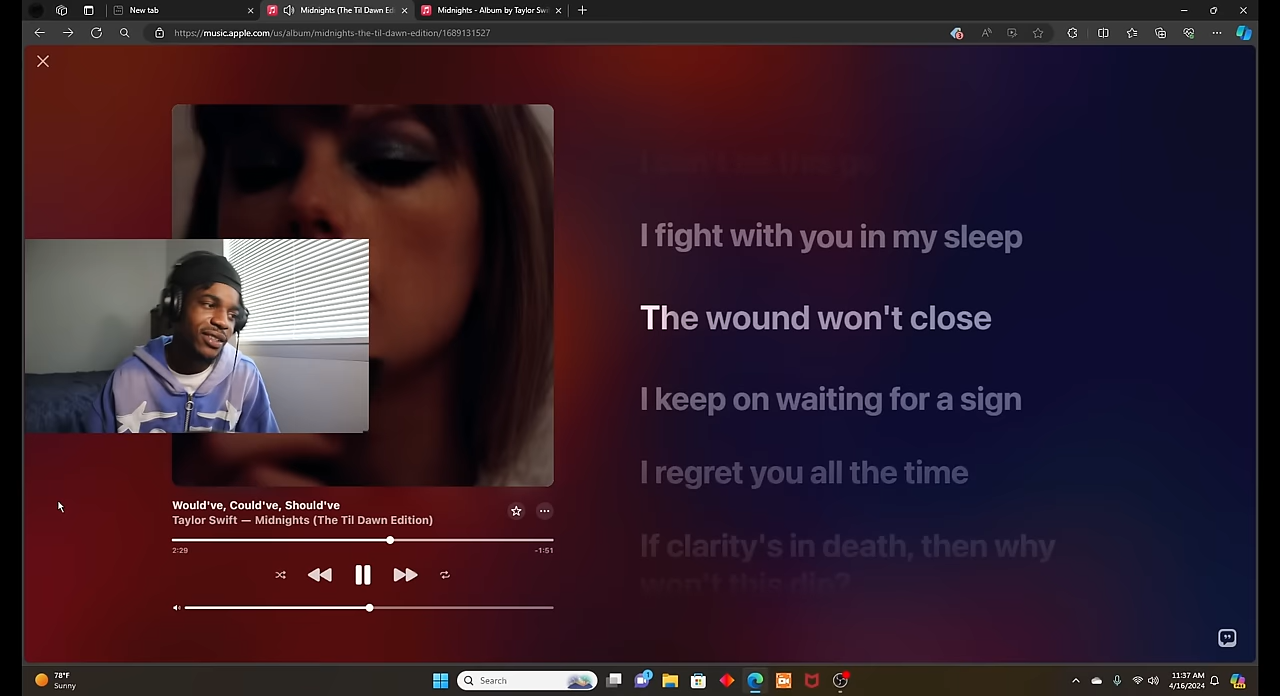 New tab
Midnights (The Til Dawn Ed
Midnights - Album by Taylor Sw
https://music.apple.com/us/album/midnights-the-til-dawn-edition/1689131527
I fight with you in my sleep
The wound won't close
I keep on waiting for a sign
I regret you all the time
If clarity's in death, then why
won't this die?
Would've, Could've, Should've
Taylor Swift — Midnights (The Til Dawn Edition)
2:29
-1:51
78°F
Sunny
Search
11:37 AM
4/16/2024